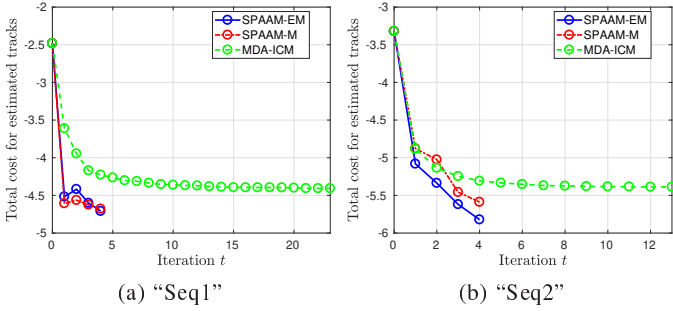 -2
-2.5
-3
-3.5
-4
-4.5
-5
Total cost for estimated tracks
0
5
10
15
20
Iteration t
SPAAM-EM
SPAAM-M
MDA-ICM
(a) “Seq1”
-3
-3.5
-4
-4.5
-5
-5.5
-6
Total cost for estimated tracks
0
2
4
6
8
10
12
Iteration t
SPAAM-EM
SPAAM-M
MDA-ICM
(b) “Seq2”